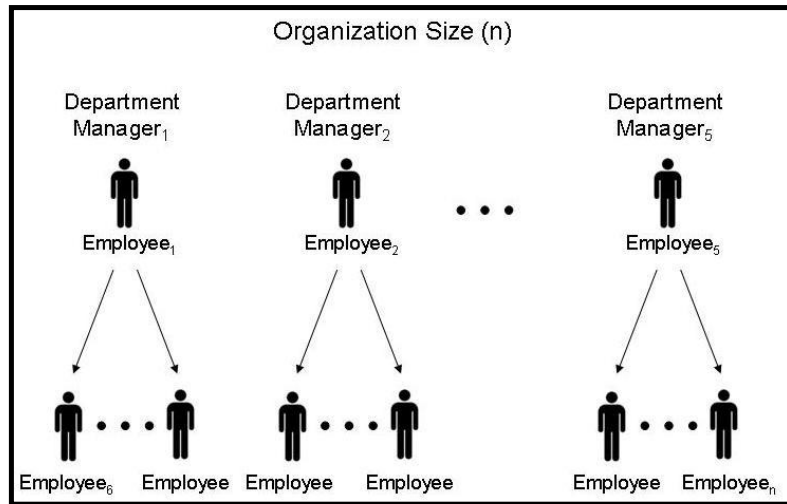 Organization Size (n)
Department
Manager₁
Department
Manager₂
Department
Manager₅
Employee₁
Employee₂
Employee₅
Employee₆
Employee
Employee
Employee
Employee
Employeeₙ